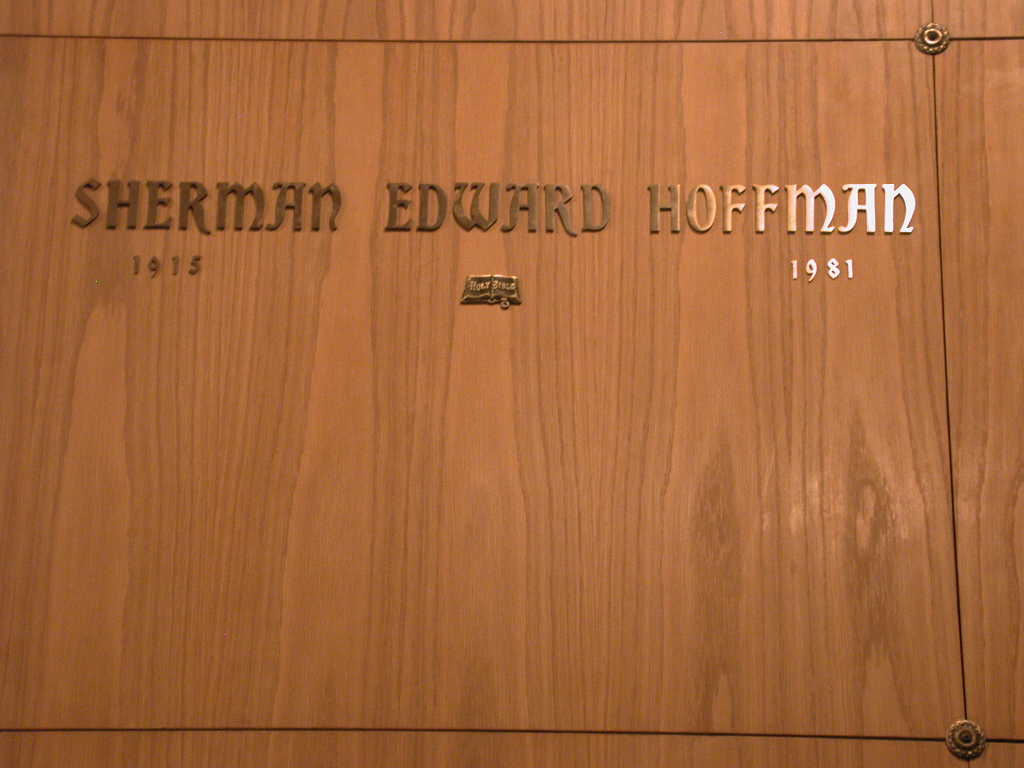 SHERMAN EDWARD HOFFMAN
1915 1981
HOLY BIBLE